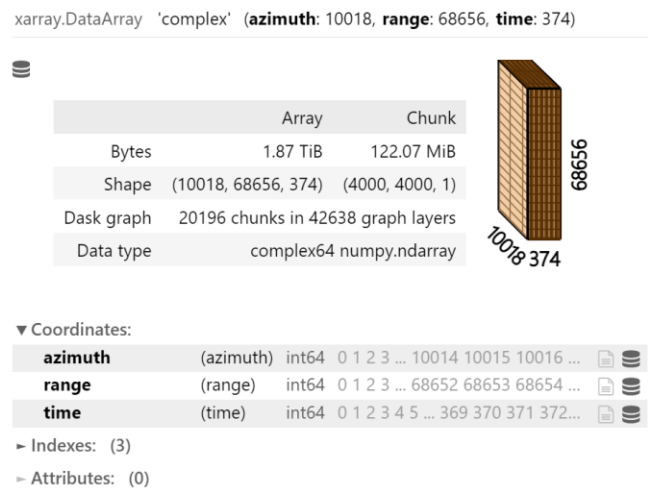 xarray.DataArray 'complex' (azimuth: 10018, range: 68656, time: 374)
Array Chunk
Bytes 1.87 TiB 122.07 MiB
Shape (10018, 68656, 374) (4000, 4000, 1)
Dask graph 20196 chunks in 42638 graph layers
Data type complex64 numpy.ndarray
68656
10018
374
▼ Coordinates:
azimuth (azimuth) int64 0 1 2 3 ... 10014 10015 10016 ...
range (range) int64 0 1 2 3 ... 68652 68653 68654 ...
time (time) int64 0 1 2 3 4 5 ... 369 370 371 372...
► Indexes: (3)
► Attributes: (0)